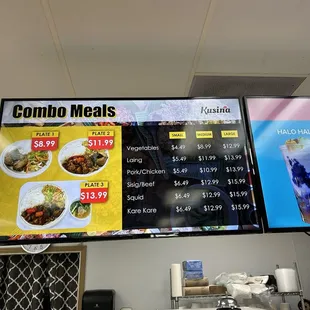 Combo Meals
Kusina
PLATE 1
$8.99
PLATE 2
$11.99
PLATE 3
$13.99
SMALL MEDIUM LARGE
Vegetables $4.49 $8.99 $12.99
Laing $5.49 $11.99 $13.99
Pork/Chicken $5.49 $10.99 $13.99
Sisig/Beef $6.49 $12.99 $15.99
Squid $6.49 $12.99 $15.99
Kare Kare $6.49 $12.99 $15.99
HALO HAL